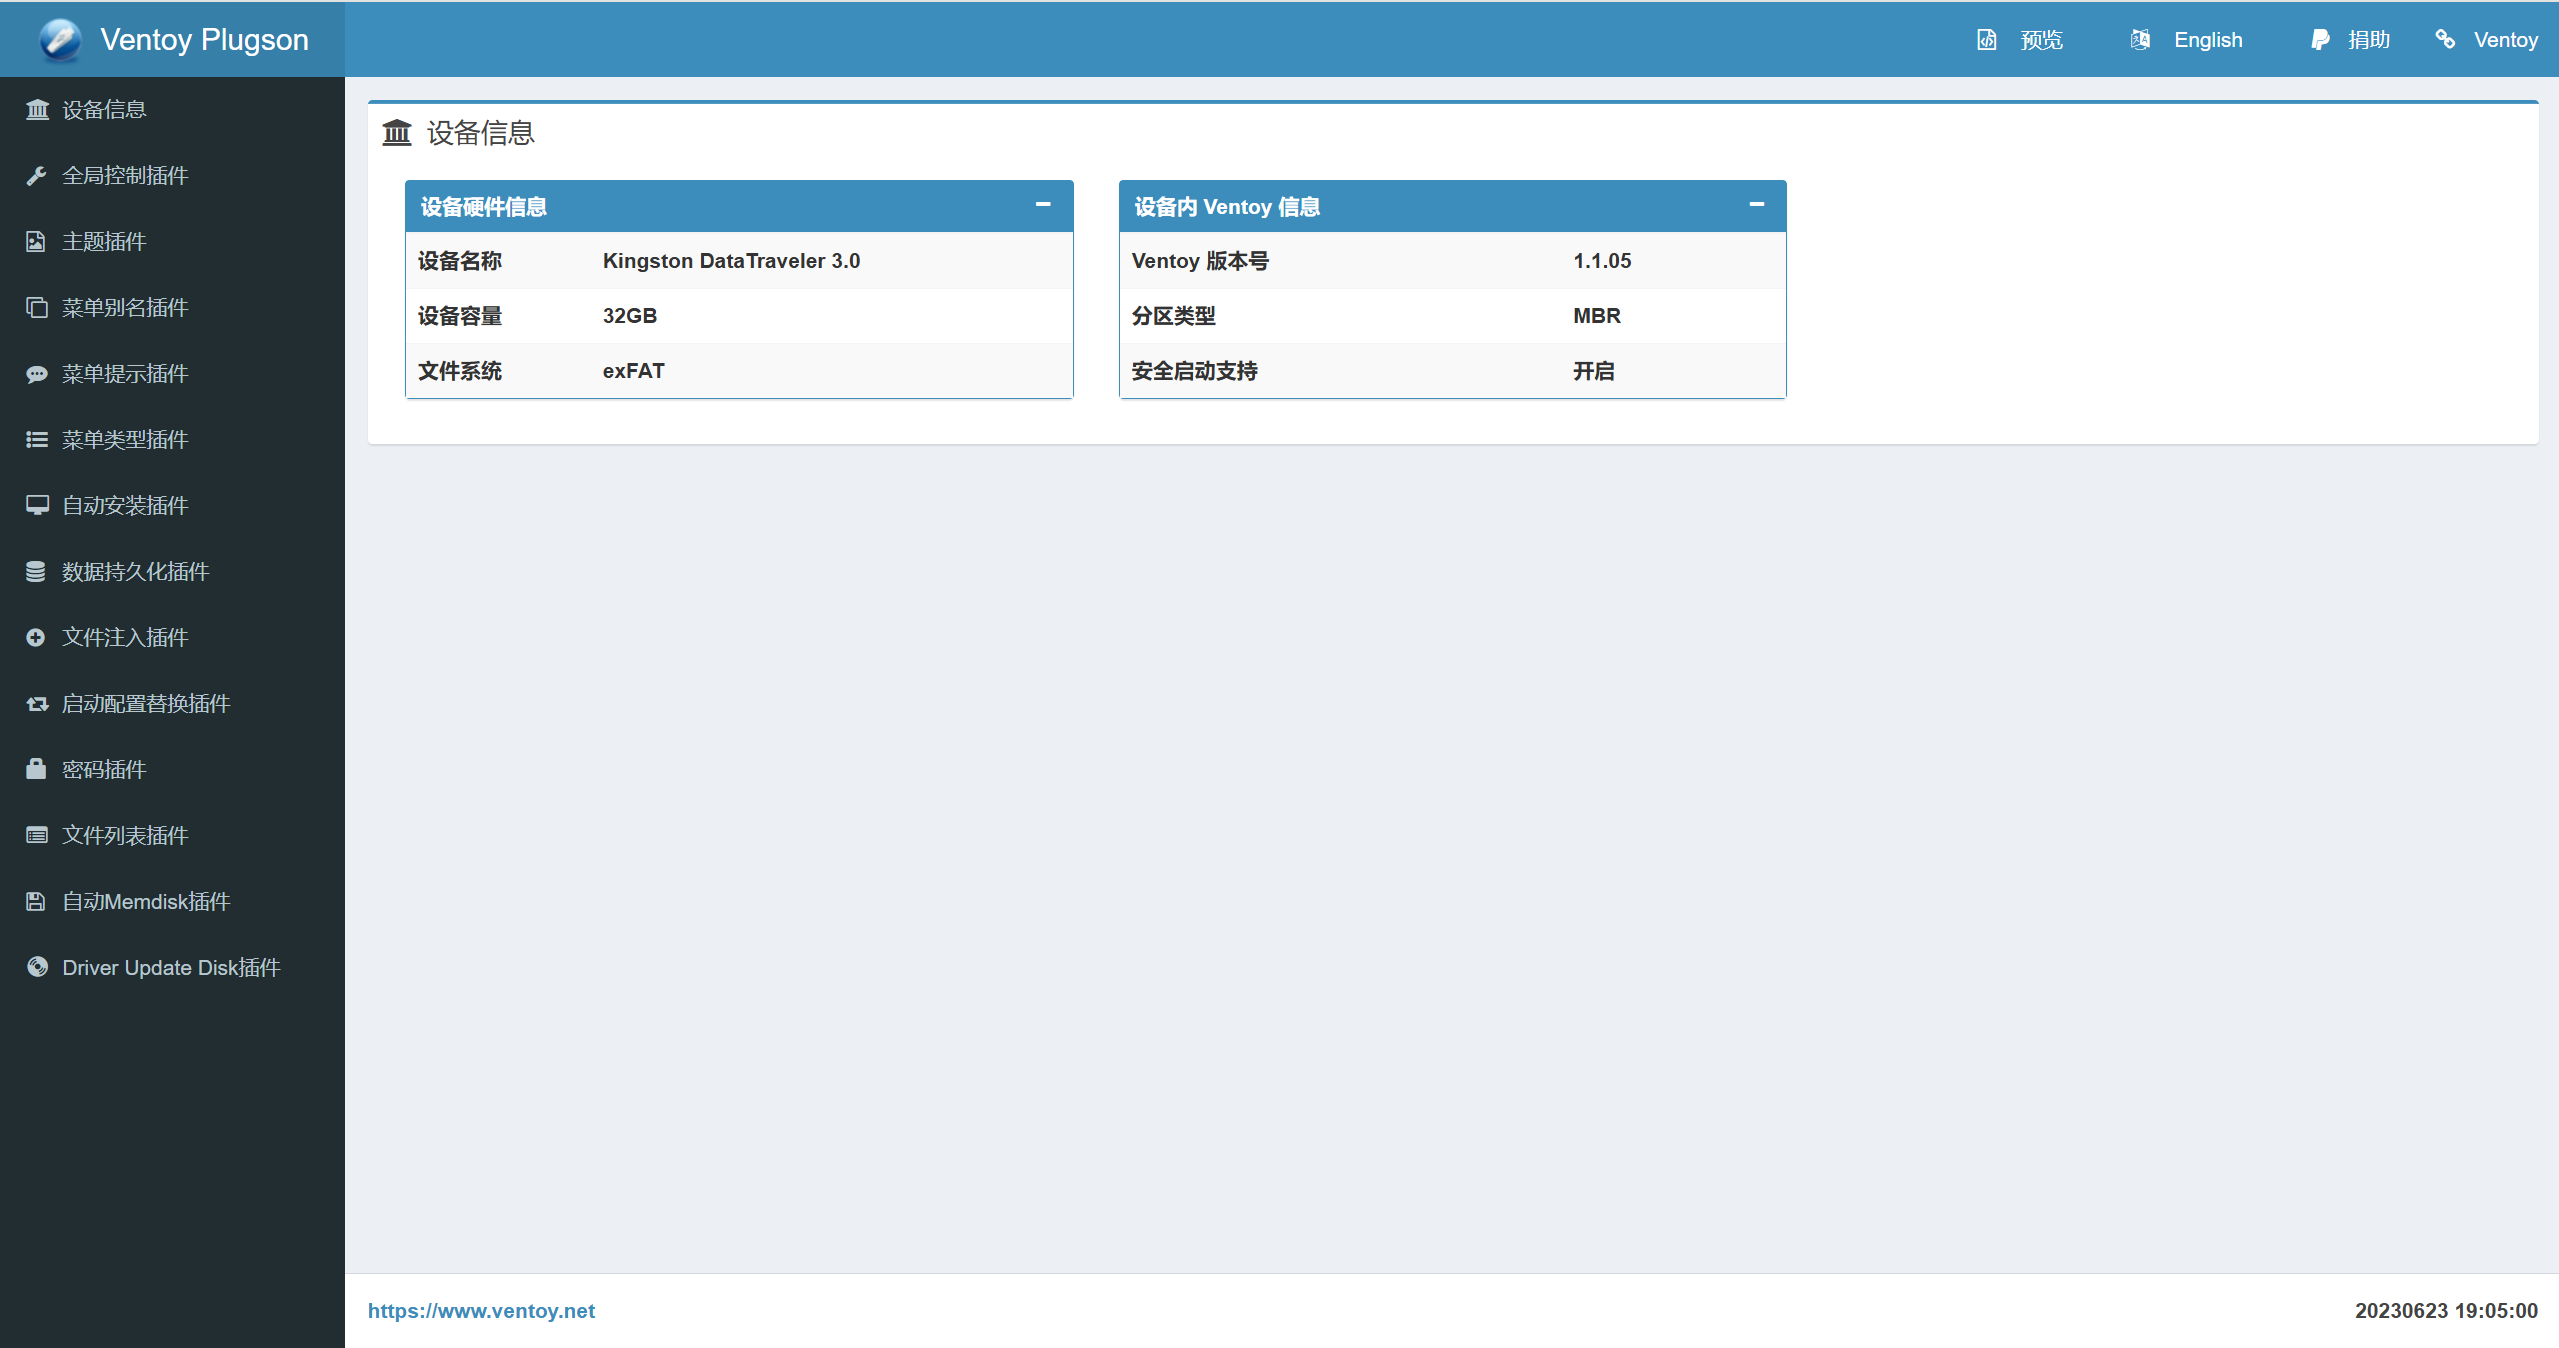 Ventoy Plugson
预览
English
捐助
Ventoy
设备信息
全局控制插件
主题插件
菜单别名插件
菜单提示插件
菜单类型插件
自动安装插件
数据持久化插件
文件注入插件
启动配置替换插件
密码插件
文件列表插件
自动Memdisk插件
Driver Update Disk插件
设备信息
设备硬件信息
设备名称 Kingston DataTraveler 3.0
设备容量 32GB
文件系统 exFAT
设备内 Ventoy 信息
Ventoy 版本号 1.1.05
分区类型 MBR
安全启动支持 开启
https://www.ventoy.net
20230623 19:05:00